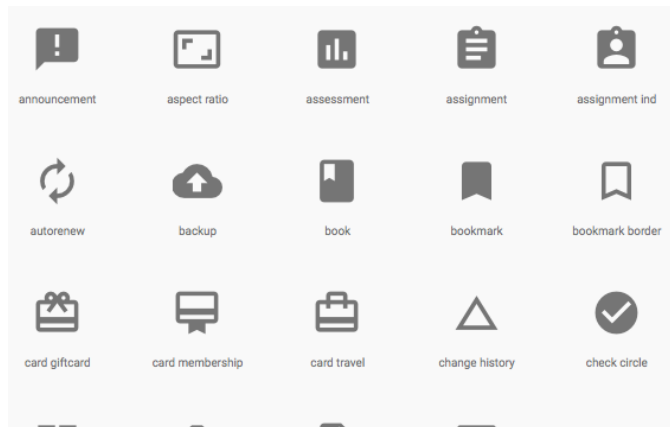 announcement
aspect ratio
assessment
assignment
assignment ind
autorenew
backup
book
bookmark
bookmark border
card giftcard
card membership
card travel
change history
check circle